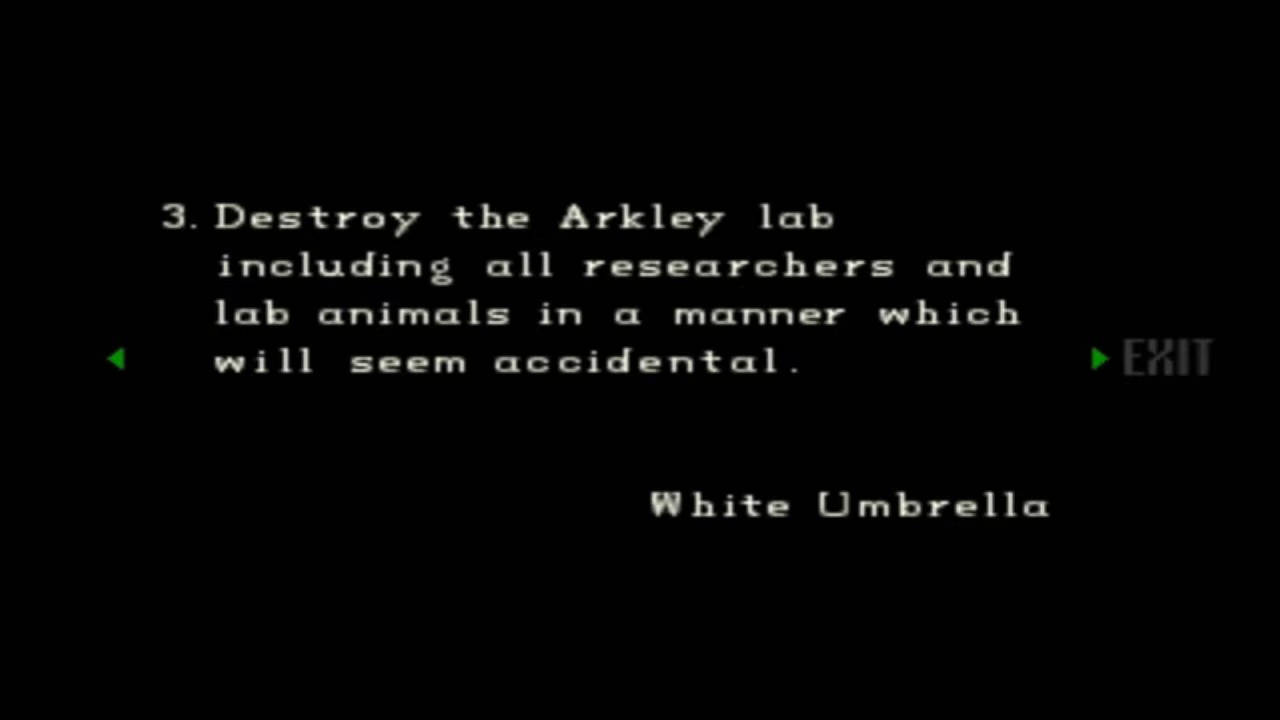 3. Destroy the Arkley lab
including all researchers and
lab animals in a manner which
will seem accidental.
EXIT
White Umbrella